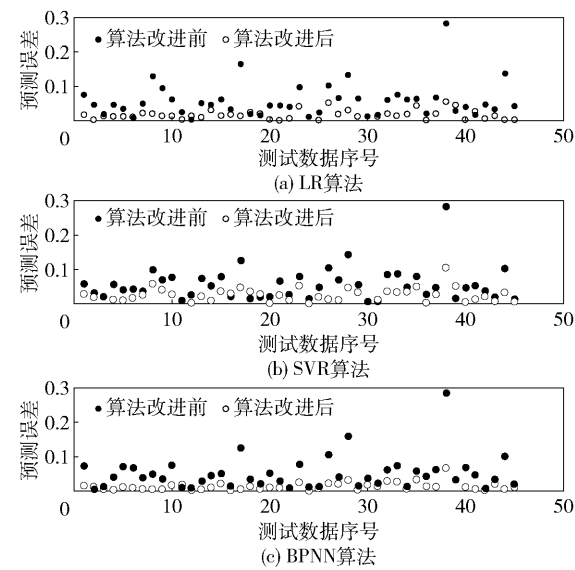 预测误差
0.3
0.2
0.1
0
● 算法改进前 ○ 算法改进后
10 20 30 40 50
测试数据序号
(a) LR算法
预测误差
0.3
0.2
0.1
0
● 算法改进前 ○ 算法改进后
10 20 30 40 50
测试数据序号
(b) SVR算法
预测误差
0.3
0.2
0.1
0
● 算法改进前 ○ 算法改进后
10 20 30 40 50
测试数据序号
(c) BPNN算法